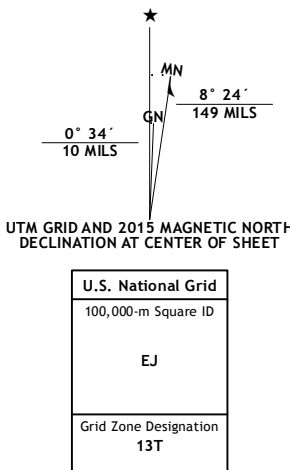 ★
MN
GN
8° 24´
149 MILS
0° 34´
10 MILS
UTM GRID AND 2015 MAGNETIC NORTH
DECLINATION AT CENTER OF SHEET
U.S. National Grid
100,000-m Square ID
EJ
Grid Zone Designation
13T